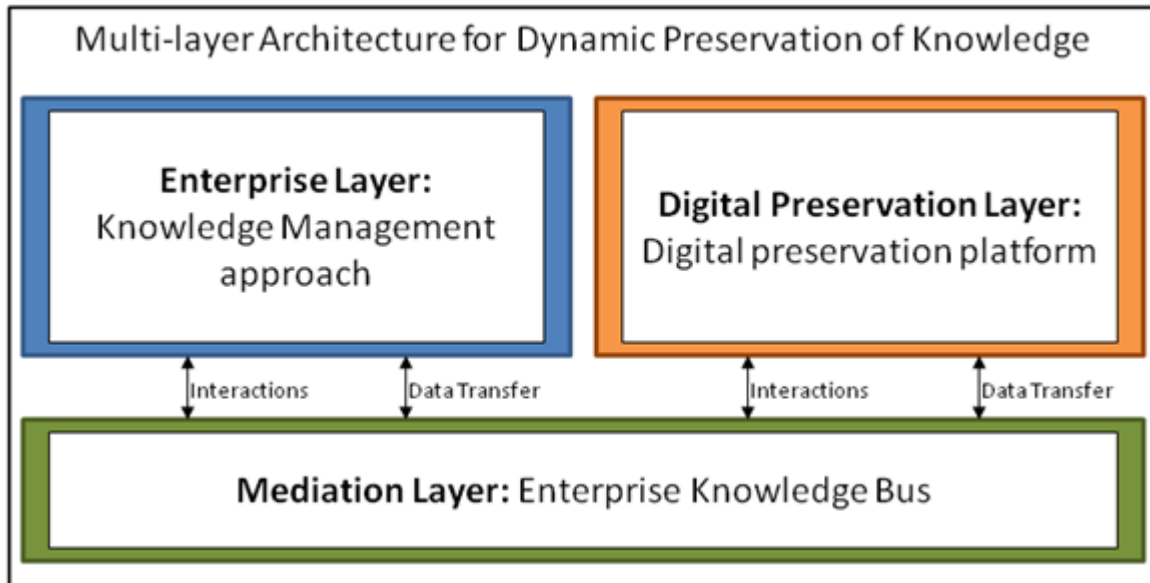 Multi-layer Architecture for Dynamic Preservation of Knowledge
Enterprise Layer:
Knowledge Management
approach
Digital Preservation Layer:
Digital preservation platform
Interactions
Data Transfer
Interactions
Data Transfer
Mediation Layer: Enterprise Knowledge Bus